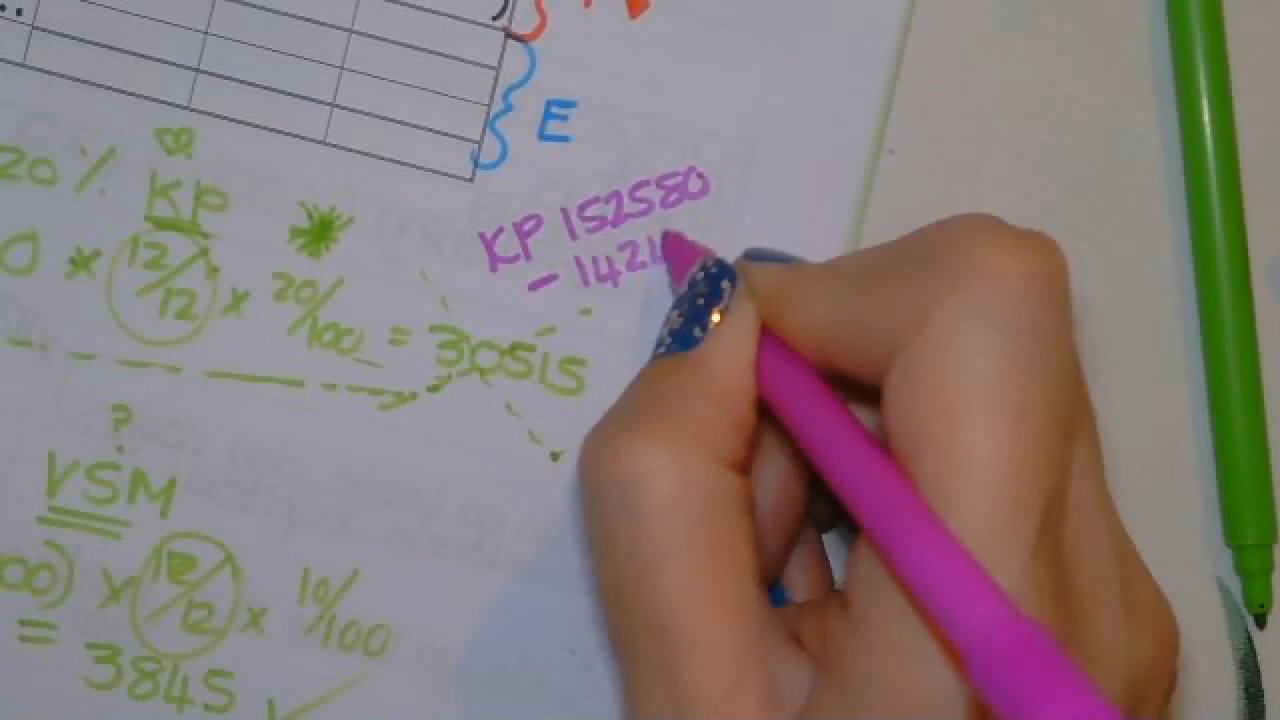 E
20% KP
KP 152580
- 1421
0 * 12/12 x 20/100 = 30515
?
VSM
00) x 12/12 x 10/100
= 3845 ✓